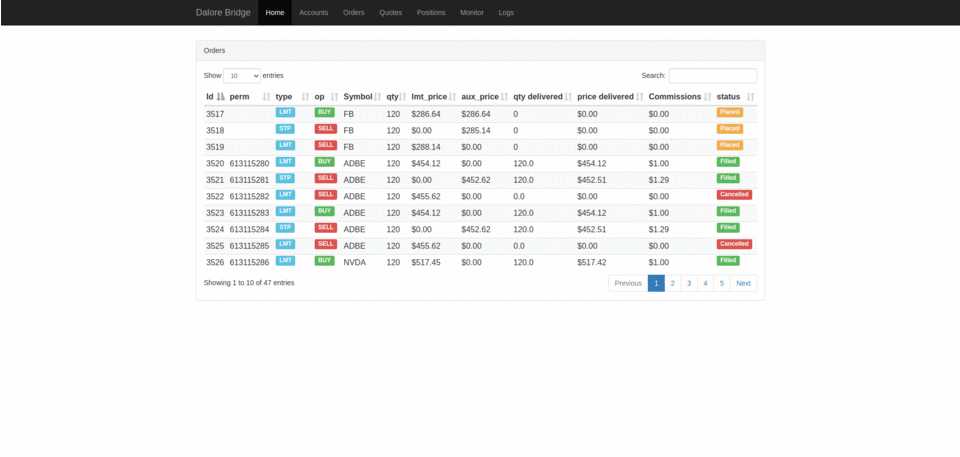 Dalore Bridge Home Accounts Orders Quotes Positions Monitor Logs
Orders
Show 10 entries Search:
Id perm type op Symbol qty lmt_price aux_price qty delivered price delivered Commissions status
3517 LMT BUY FB 120 $286.64 $286.64 0 $0.00 $0.00 Placed
3518 STP SELL FB 120 $0.00 $285.14 0 $0.00 $0.00 Placed
3519 LMT SELL FB 120 $288.14 $0.00 0 $0.00 $0.00 Placed
3520 613115280 LMT BUY ADBE 120 $454.12 $0.00 120.0 $454.12 $1.00 Filled
3521 613115281 STP SELL ADBE 120 $0.00 $452.62 120.0 $452.51 $1.29 Filled
3522 613115282 LMT SELL ADBE 120 $455.62 $0.00 0.0 $0.00 $0.00 Cancelled
3523 613115283 LMT BUY ADBE 120 $454.12 $0.00 120.0 $454.12 $1.00 Filled
3524 613115284 STP SELL ADBE 120 $0.00 $452.62 120.0 $452.51 $1.29 Filled
3525 613115285 LMT SELL ADBE 120 $455.62 $0.00 0.0 $0.00 $0.00 Cancelled
3526 613115286 LMT BUY NVDA 120 $517.45 $0.00 120.0 $517.42 $1.00 Filled
Showing 1 to 10 of 47 entries Previous 1 2 3 4 5 Next